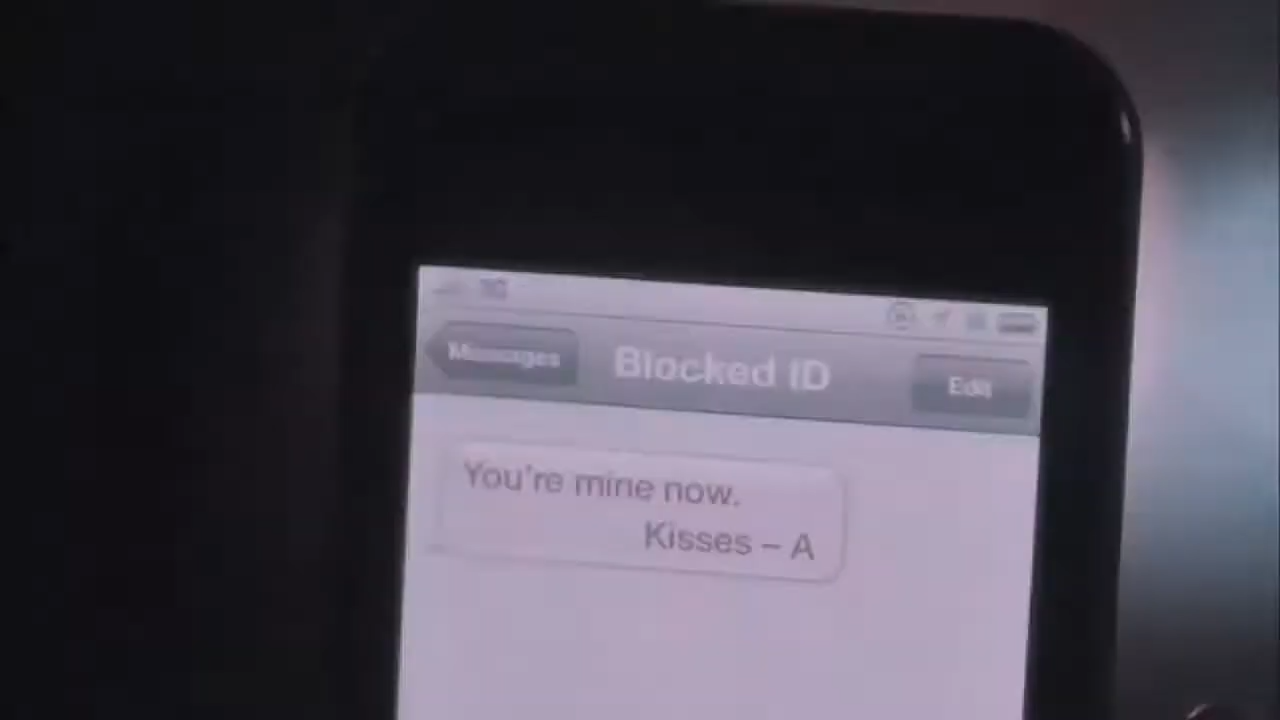 Messages
Blocked ID
Edit
You're mine now.
Kisses – A